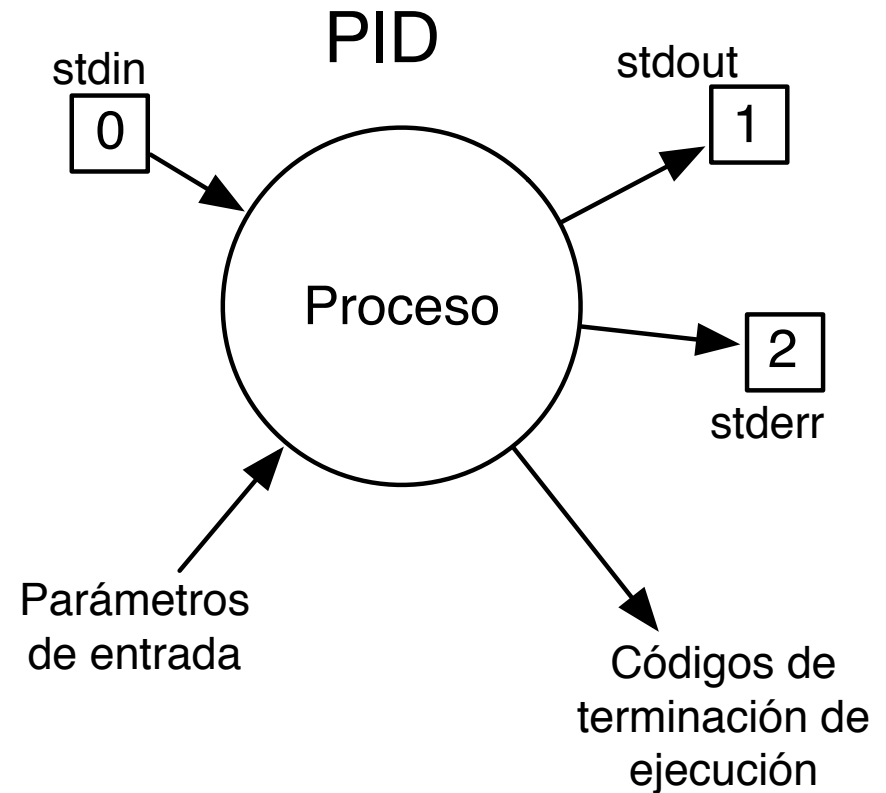 PID
stdin
0
stdout
1
Proceso
2
stderr
Parámetros
de entrada
Códigos de
terminación de
ejecución